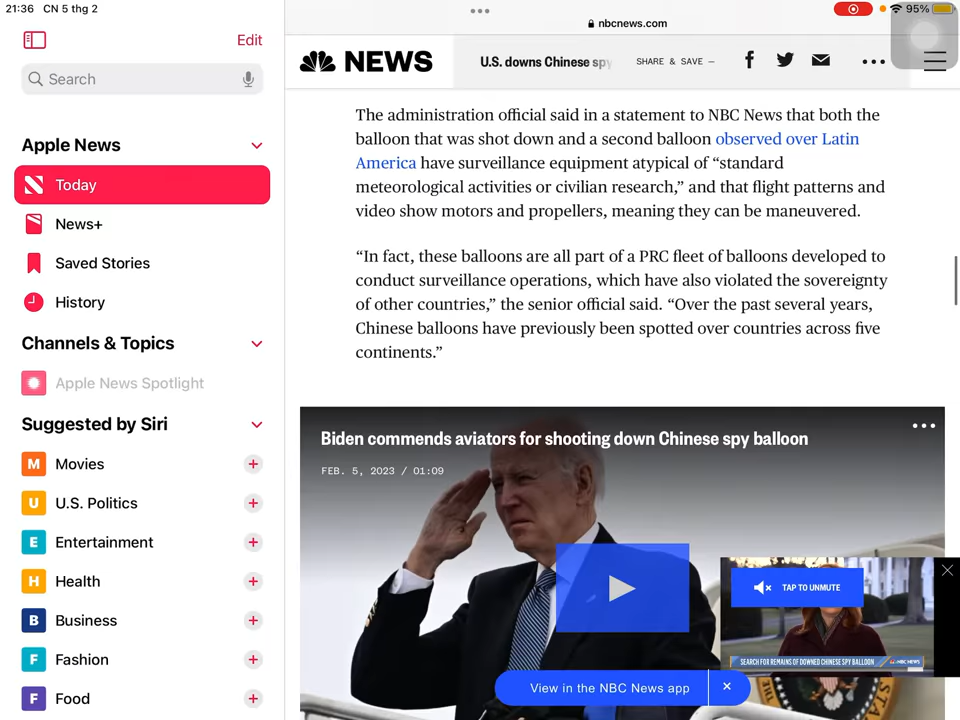 21:36 CN 5 thg 2
95%
Edit
Search
Apple News
Today
News+
Saved Stories
History
Channels & Topics
Apple News Spotlight
Suggested by Siri
M Movies
U U.S. Politics
E Entertainment
H Health
B Business
F Fashion
F Food
nbcnews.com
NEWS
U.S. downs Chinese spy
SHARE & SAVE —
The administration official said in a statement to NBC News that both the
balloon that was shot down and a second balloon observed over Latin
America have surveillance equipment atypical of “standard
meteorological activities or civilian research,” and that flight patterns and
video show motors and propellers, meaning they can be maneuvered.
“In fact, these balloons are all part of a PRC fleet of balloons developed to
conduct surveillance operations, which have also violated the sovereignty
of other countries,” the senior official said. “Over the past several years,
Chinese balloons have previously been spotted over countries across five
continents.”
Biden commends aviators for shooting down Chinese spy balloon
FEB. 5, 2023 / 01:09
TAP TO UNMUTE
SEARCH FOR REMAINS OF DOWNED CHINESE SPY BALLOON
NBC NEWS
View in the NBC News app